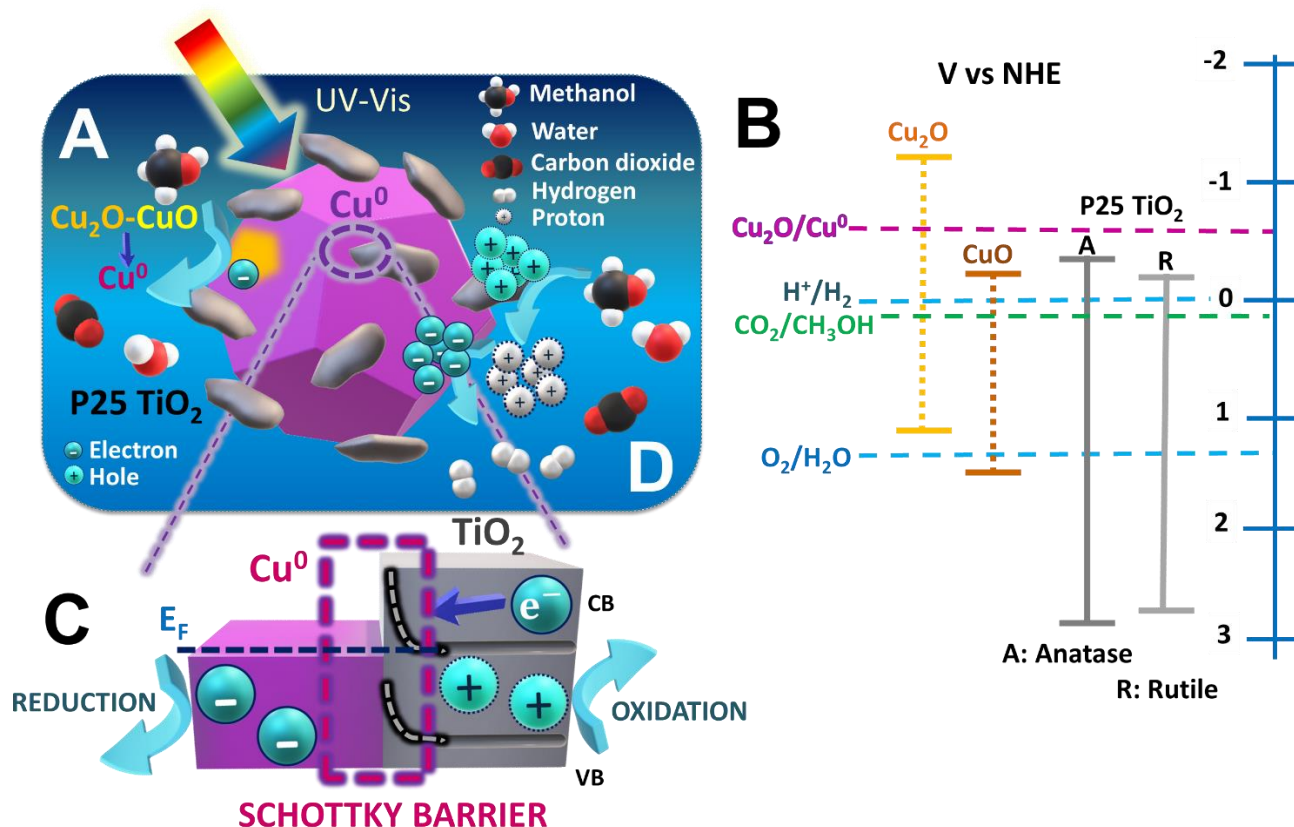 A
UV-Vis
Methanol
Water
Carbon dioxide
Hydrogen
Proton
Cu₂O-CuO
Cu⁰
Cu⁰
P25 TiO₂
Electron
Hole
D
B
V vs NHE
-2
-1
0
1
2
3
Cu₂O
Cu₂O/Cu⁰
CuO
P25 TiO₂
A
R
H⁺/H₂
CO₂/CH₃OH
O₂/H₂O
A: Anatase
R: Rutile
C
Cu⁰
TiO₂
E_F
e⁻
CB
VB
REDUCTION
OXIDATION
SCHOTTKY BARRIER